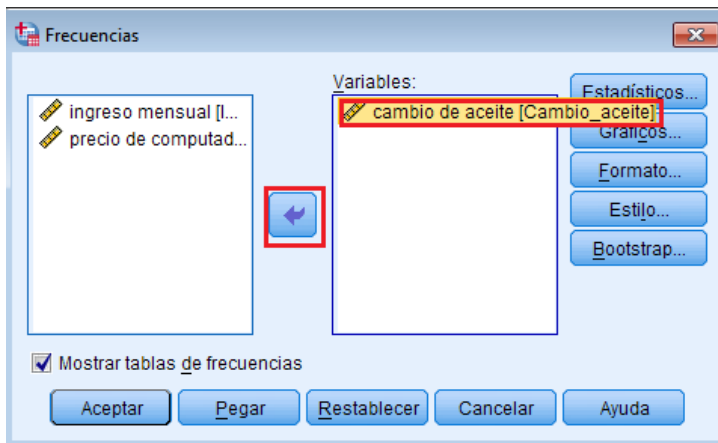 Frecuencias
ingreso mensual [I...
precio de computad...
Variables:
cambio de aceite [Cambio_aceite]
Estadísticos...
Gráficos...
Formato...
Estilo...
Bootstrap...
Mostrar tablas de frecuencias
Aceptar
Pegar
Restablecer
Cancelar
Ayuda